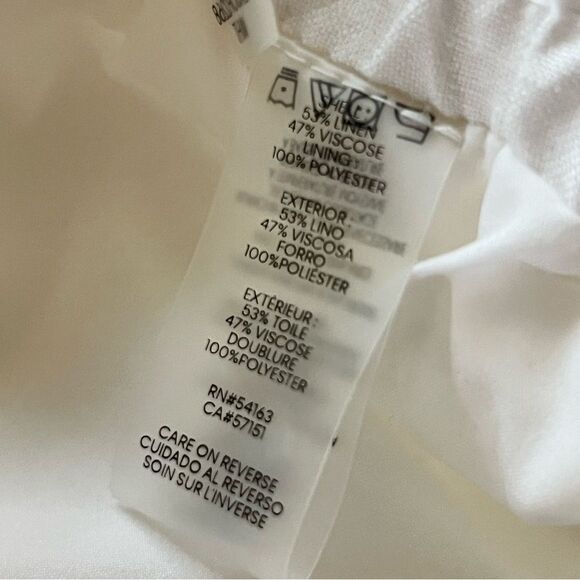 SHELL
53% LINEN
47% VISCOSE
LINING
100% POLYESTER
EXTERIOR:
53% LINO
47% VISCOSA
FORRO
100%POLIÉSTER
EXTÉRIEUR:
53% TOILE
47% VISCOSE
DOUBLURE
100%POLYESTER
RN#54163
CA#57151
CARE ON REVERSE
CUIDADO AL REVERSO
SOIN SUR L'INVERSE